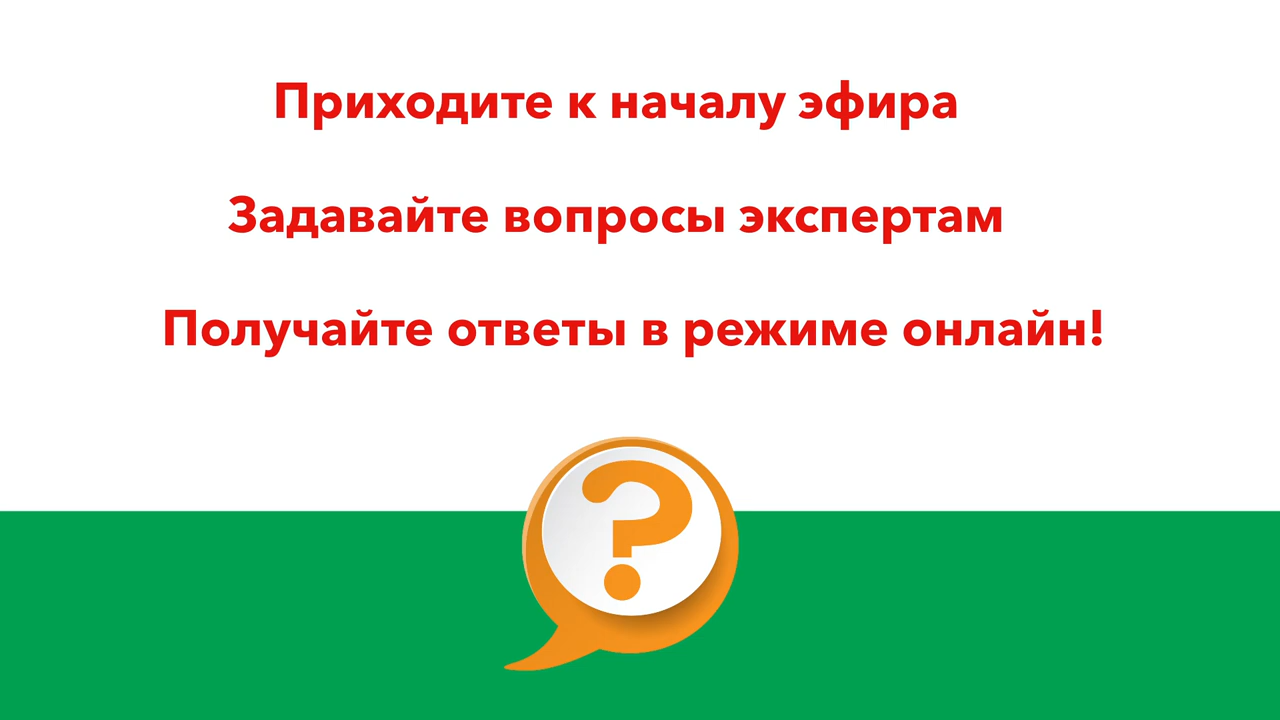 Приходите к началу эфира
Задавайте вопросы экспертам
Получайте ответы в режиме онлайн!
?